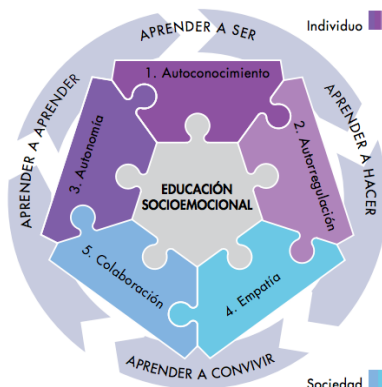 APRENDER A SER
Individuo
1. Autoconocimiento
APRENDER A APRENDER
APRENDER A HACER
3. Autonomía
2. Autorregulación
EDUCACIÓN
SOCIOEMOCIONAL
5. Colaboración
4. Empatía
APRENDER A CONVIVIR
Sociedad